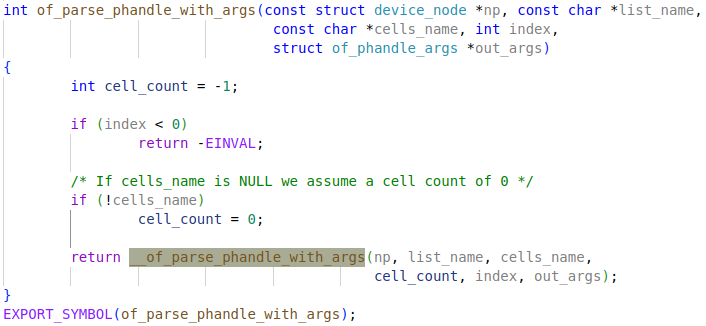 int of_parse_phandle_with_args(const struct device_node *np, const char *list_name,
                                const char *cells_name, int index,
                                struct of_phandle_args *out_args)
{
        int cell_count = -1;

        if (index < 0)
                return -EINVAL;

        /* If cells_name is NULL we assume a cell count of 0 */
        if (!cells_name)
                cell_count = 0;

        return __of_parse_phandle_with_args(np, list_name, cells_name,
                                            cell_count, index, out_args);
}
EXPORT_SYMBOL(of_parse_phandle_with_args);